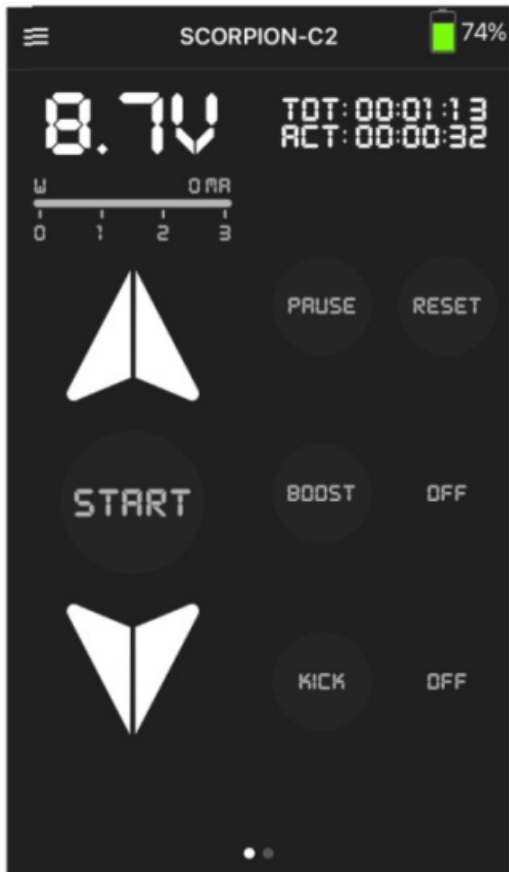 SCORPION-C2
74%
8.7V
TOT:00:01:13
ACT:00:00:32
W 0 MA
0 1 2 3
PAUSE RESET
START
BOOST OFF
KICK OFF